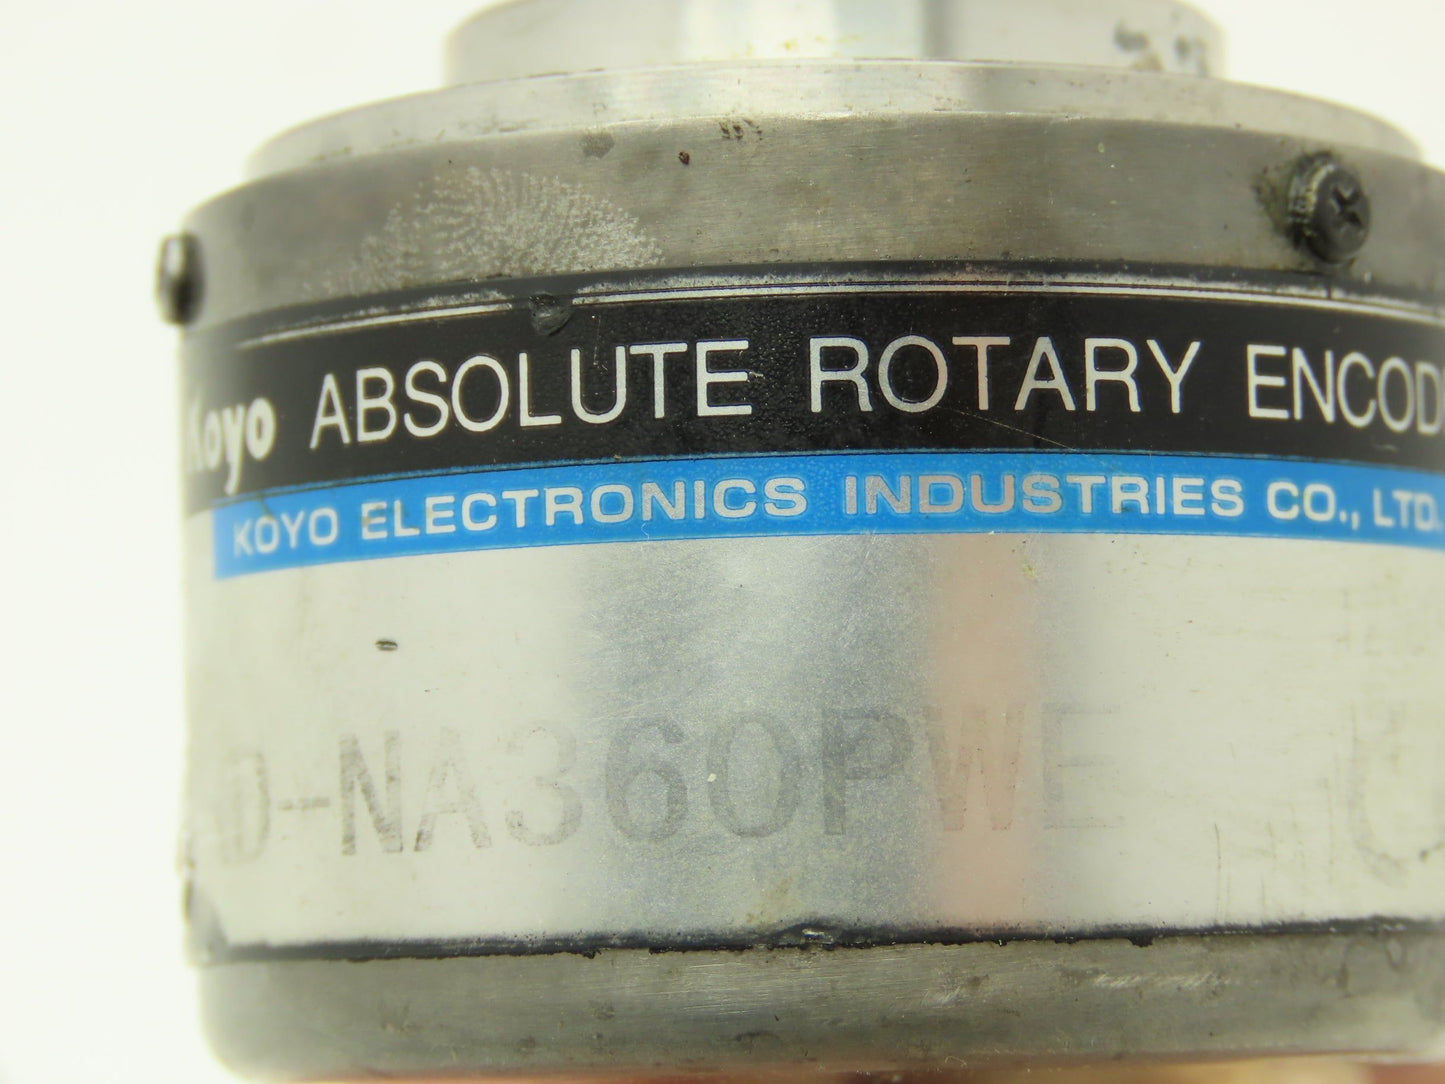 Koyo ABSOLUTE ROTARY ENCOD
KOYO ELECTRONICS INDUSTRIES CO., LTD.
D-NA360PWE